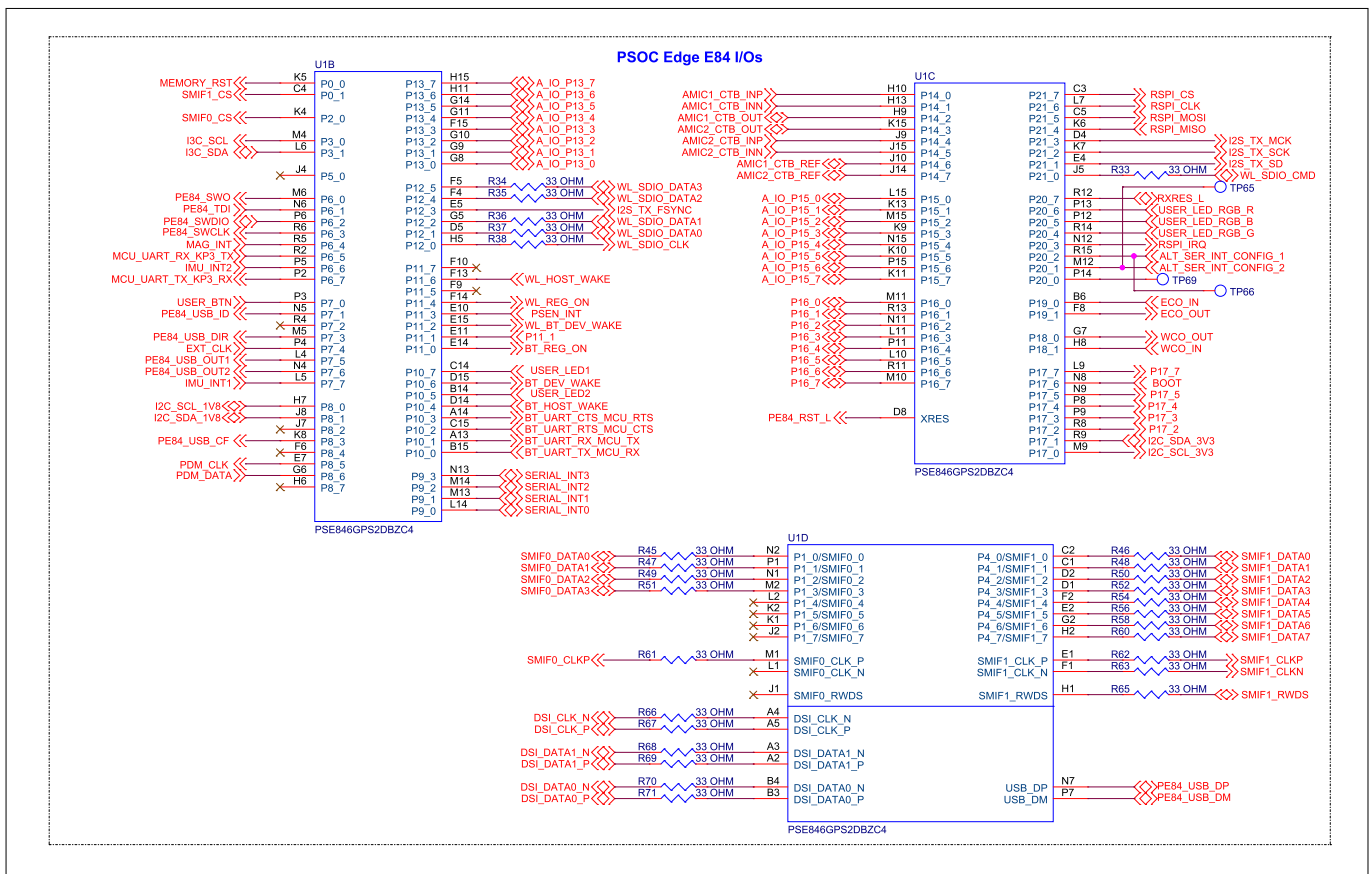 PSOC Edge E84 I/Os
U1B
MEMORY_RST K5 P0_0 P13_7 H15 A_IO_P13_7
SMIF1_CS C4 P0_1 P13_6 H11 A_IO_P13_6
P13_5 G14 A_IO_P13_5
SMIF0_CS K4 P2_0 P13_4 G11 A_IO_P13_4
P13_3 F15 A_IO_P13_3
I3C_SCL M4 P3_0 P13_2 G10 A_IO_P13_2
I3C_SDA L6 P3_1 P13_1 G9 A_IO_P13_1
P13_0 G8 A_IO_P13_0
J4 P5_0
P12_5 F5 R34 33 OHM WL_SDIO_DATA3
PE84_SWO M6 P6_0 P12_4 F4 R35 33 OHM WL_SDIO_DATA2
PE84_TDI N6 P6_1 P12_3 E5 I2S_TX_FSYNC
PE84_SWDIO P6 P6_2 P12_2 G5 R36 33 OHM WL_SDIO_DATA1
PE84_SWCLK R6 P6_3 P12_1 D5 R37 33 OHM WL_SDIO_DATA0
MAG_INT R5 P6_4 P12_0 H5 R38 33 OHM WL_SDIO_CLK
MCU_UART_RX_KP3_TX R2 P6_5
IMU_INT2 P5 P6_6 P11_7 F10
MCU_UART_TX_KP3_RX P2 P6_7 P11_6 F13 WL_HOST_WAKE
P11_5 F9
USER_BTN P3 P7_0 P11_4 F14 WL_REG_ON
PE84_USB_ID N5 P7_1 P11_3 E10 PSEN_INT
R4 P7_2 P11_2 E15 WL_BT_DEV_WAKE
PE84_USB_DIR M5 P7_3 P11_1 E11 P11_1
EXT_CLK P4 P7_4 P11_0 E14 BT_REG_ON
PE84_USB_OUT1 L4 P7_5
PE84_USB_OUT2 N4 P7_6 P10_7 C14 USER_LED1
IMU_INT1 L5 P7_7 P10_6 D15 BT_DEV_WAKE
P10_5 B14 USER_LED2
I2C_SCL_1V8 H7 P8_0 P10_4 D14 BT_HOST_WAKE
I2C_SDA_1V8 J8 P8_1 P10_3 A14 BT_UART_CTS_MCU_RTS
J7 P8_2 P10_2 C15 BT_UART_RTS_MCU_CTS
PE84_USB_CF K8 P8_3 P10_1 A13 BT_UART_RX_MCU_TX
F6 P8_4 P10_0 B15 BT_UART_TX_MCU_RX
PDM_CLK E7 P8_5
PDM_DATA G6 P8_6 P9_3 N13 SERIAL_INT3
H6 P8_7 P9_2 M14 SERIAL_INT2
P9_1 M13 SERIAL_INT1
P9_0 L14 SERIAL_INT0
PSE846GPS2DBZC4
U1C
AMIC1_CTB_INP H10 P14_0 P21_7 C3 RSPI_CS
AMIC1_CTB_INN H13 P14_1 P21_6 L7 RSPI_CLK
AMIC1_CTB_OUT H9 P14_2 P21_5 C5 RSPI_MOSI
AMIC2_CTB_OUT K15 P14_3 P21_4 K6 RSPI_MISO
AMIC2_CTB_INP J9 P14_4 P21_3 D4 I2S_TX_MCK
AMIC2_CTB_INN J15 P14_5 P21_2 K7 I2S_TX_SCK
AMIC1_CTB_REF J10 P14_6 P21_1 E4 I2S_TX_SD
AMIC2_CTB_REF J14 P14_7 P21_0 J5 R33 33 OHM WL_SDIO_CMD
TP65
A_IO_P15_0 L15 P15_0 P20_7 R12 RXRES_L
A_IO_P15_1 K13 P15_1 P20_6 P13 USER_LED_RGB_R
A_IO_P15_2 M15 P15_2 P20_5 P12 USER_LED_RGB_B
A_IO_P15_3 K9 P15_3 P20_4 R14 USER_LED_RGB_G
A_IO_P15_4 N15 P15_4 P20_3 N12 RSPI_IRQ
A_IO_P15_5 K10 P15_5 P20_2 R15 ALT_SER_INT_CONFIG_1
A_IO_P15_6 P15 P15_6 P20_1 M12 ALT_SER_INT_CONFIG_2
A_IO_P15_7 K11 P15_7 P20_0 P14 TP69
TP66
P16_0 M11 P16_0 P19_0 B6 ECO_IN
P16_1 R13 P16_1 P19_1 F8 ECO_OUT
P16_2 N11 P16_2
P16_3 L11 P16_3 P18_0 G7 WCO_OUT
P16_4 P11 P16_4 P18_1 H8 WCO_IN
P16_5 L10 P16_5
P16_6 R11 P16_6 P17_7 L9 P17_7
P16_7 M10 P16_7 P17_6 N8 BOOT
P17_5 N9 P17_5
P17_4 P8 P17_4
PE84_RST_L D8 XRES P17_3 P9 P17_3
P17_2 R8 P17_2
P17_1 R9 I2C_SDA_3V3
P17_0 M9 I2C_SCL_3V3
PSE846GPS2DBZC4
U1D
SMIF0_DATA0 R45 33 OHM N2 P1_0/SMIF0_0 P4_0/SMIF1_0 C2 R46 33 OHM SMIF1_DATA0
SMIF0_DATA1 R47 33 OHM P1 P1_1/SMIF0_1 P4_1/SMIF1_1 C1 R48 33 OHM SMIF1_DATA1
SMIF0_DATA2 R49 33 OHM N1 P1_2/SMIF0_2 P4_2/SMIF1_2 D2 R50 33 OHM SMIF1_DATA2
SMIF0_DATA3 R51 33 OHM M2 P1_3/SMIF0_3 P4_3/SMIF1_3 D1 R52 33 OHM SMIF1_DATA3
L2 P1_4/SMIF0_4 P4_4/SMIF1_4 F2 R54 33 OHM SMIF1_DATA4
K2 P1_5/SMIF0_5 P4_5/SMIF1_5 E2 R56 33 OHM SMIF1_DATA5
K1 P1_6/SMIF0_6 P4_6/SMIF1_6 G2 R58 33 OHM SMIF1_DATA6
J2 P1_7/SMIF0_7 P4_7/SMIF1_7 H2 R60 33 OHM SMIF1_DATA7
SMIF0_CLKP R61 33 OHM M1 SMIF0_CLK_P SMIF1_CLK_P E1 R62 33 OHM SMIF1_CLKP
L1 SMIF0_CLK_N SMIF1_CLK_N F1 R63 33 OHM SMIF1_CLKN
J1 SMIF0_RWDS SMIF1_RWDS H1 R65 33 OHM SMIF1_RWDS
DSI_CLK_N R66 33 OHM A4 DSI_CLK_N
DSI_CLK_P R67 33 OHM A5 DSI_CLK_P
DSI_DATA1_N R68 33 OHM A3 DSI_DATA1_N
DSI_DATA1_P R69 33 OHM A2 DSI_DATA1_P
DSI_DATA0_N R70 33 OHM B4 DSI_DATA0_N USB_DP N7 PE84_USB_DP
DSI_DATA0_P R71 33 OHM B3 DSI_DATA0_P USB_DM P7 PE84_USB_DM
PSE846GPS2DBZC4